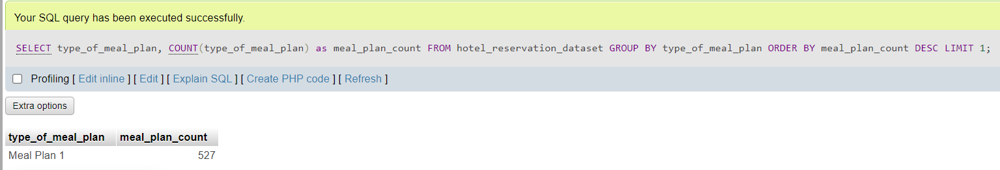 Your SQL query has been executed successfully.
SELECT type_of_meal_plan, COUNT(type_of_meal_plan) as meal_plan_count FROM hotel_reservation_dataset GROUP BY type_of_meal_plan ORDER BY meal_plan_count DESC LIMIT 1;
Profiling [ Edit inline ] [ Edit ] [ Explain SQL ] [ Create PHP code ] [ Refresh ]
Extra options
type_of_meal_plan meal_plan_count
Meal Plan 1 527